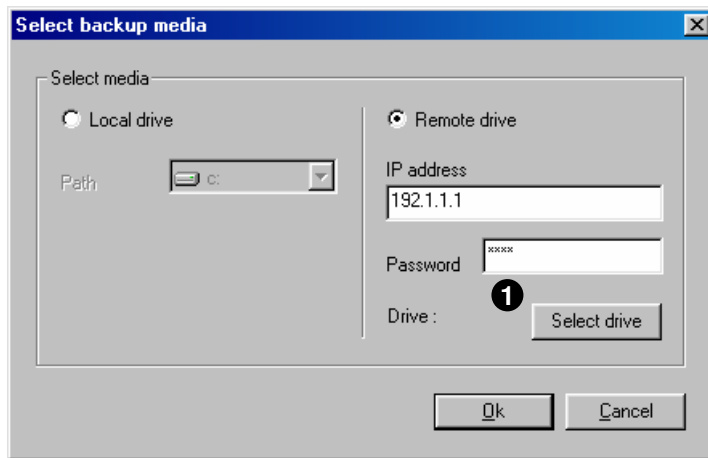 Select backup media
Select media
Local drive
Path
c:
Remote drive
IP address
192.1.1.1
Password
****
1
Drive :
Select drive
Ok
Cancel